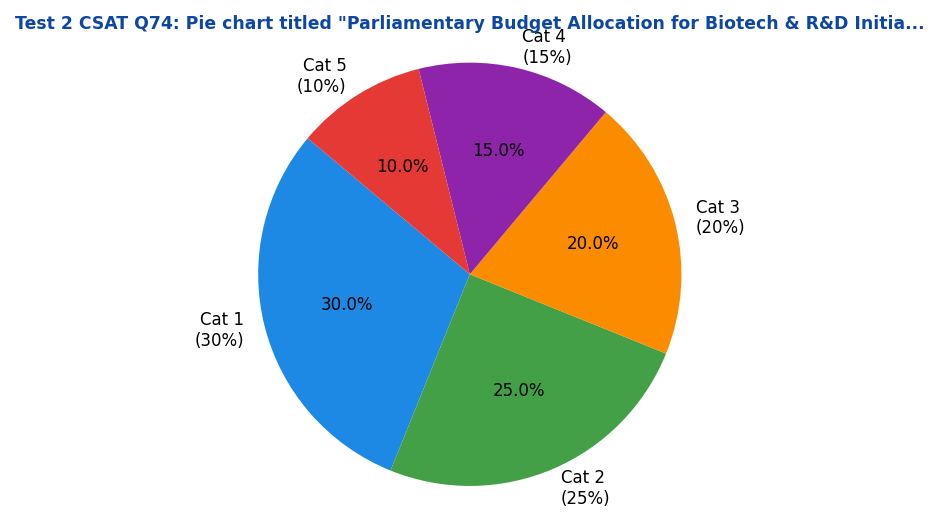 Test 2 CSAT Q74: Pie chart titled "Parliamentary Budget Allocation for Biotech & R&D Initia...
Cat 4
(15%)
Cat 5
(10%)
15.0%
10.0%
Cat 3
(20%)
20.0%
30.0%
Cat 1
(30%)
25.0%
Cat 2
(25%)